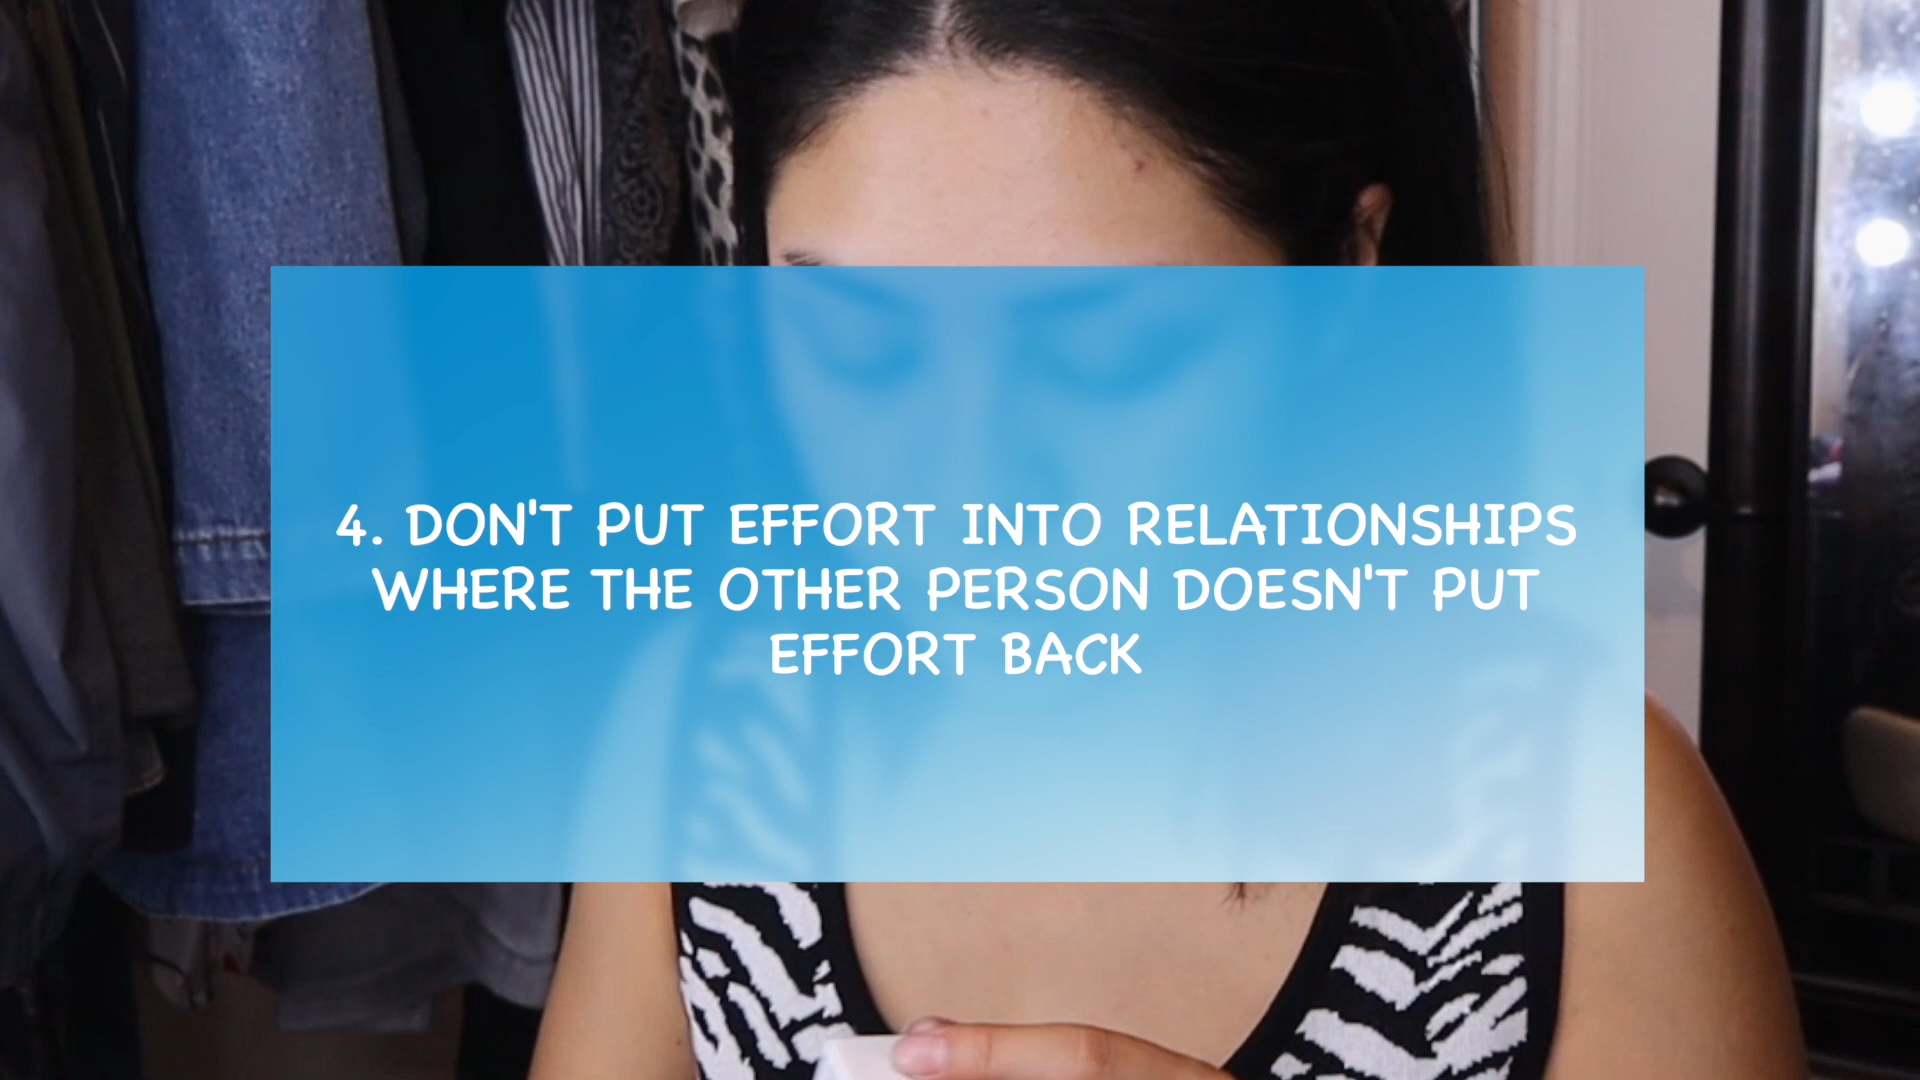 4. DON'T PUT EFFORT INTO RELATIONSHIPS
WHERE THE OTHER PERSON DOESN'T PUT
EFFORT BACK